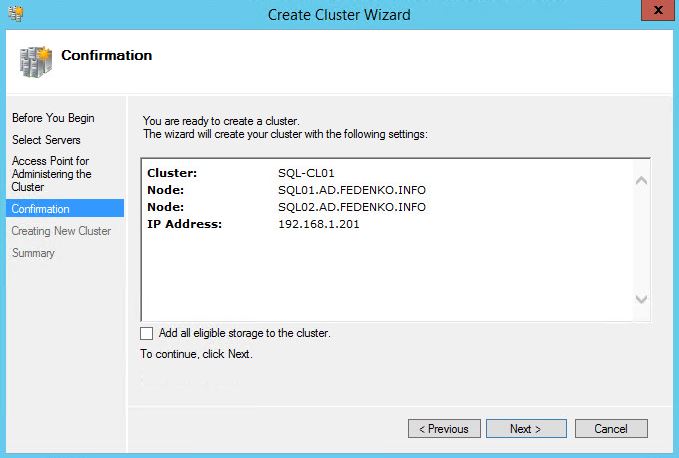 Create Cluster Wizard
x
Confirmation
Before You Begin
Select Servers
Access Point for
Administering the
Cluster
Confirmation
Creating New Cluster
Summary
You are ready to create a cluster.
The wizard will create your cluster with the following settings:
Cluster: SQL-CL01
Node: SQL01.AD.FEDENKO.INFO
Node: SQL02.AD.FEDENKO.INFO
IP Address: 192.168.1.201
Add all eligible storage to the cluster.
To continue, click Next.
< Previous Next > Cancel